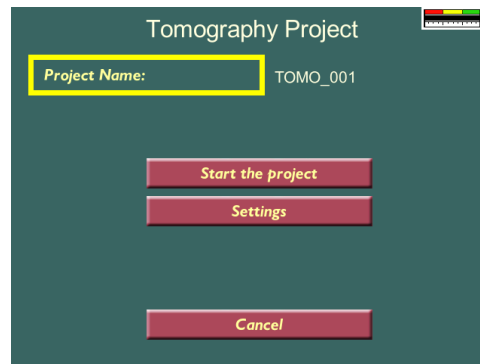 Tomography Project
Project Name: TOMO_001
Start the project
Settings
Cancel